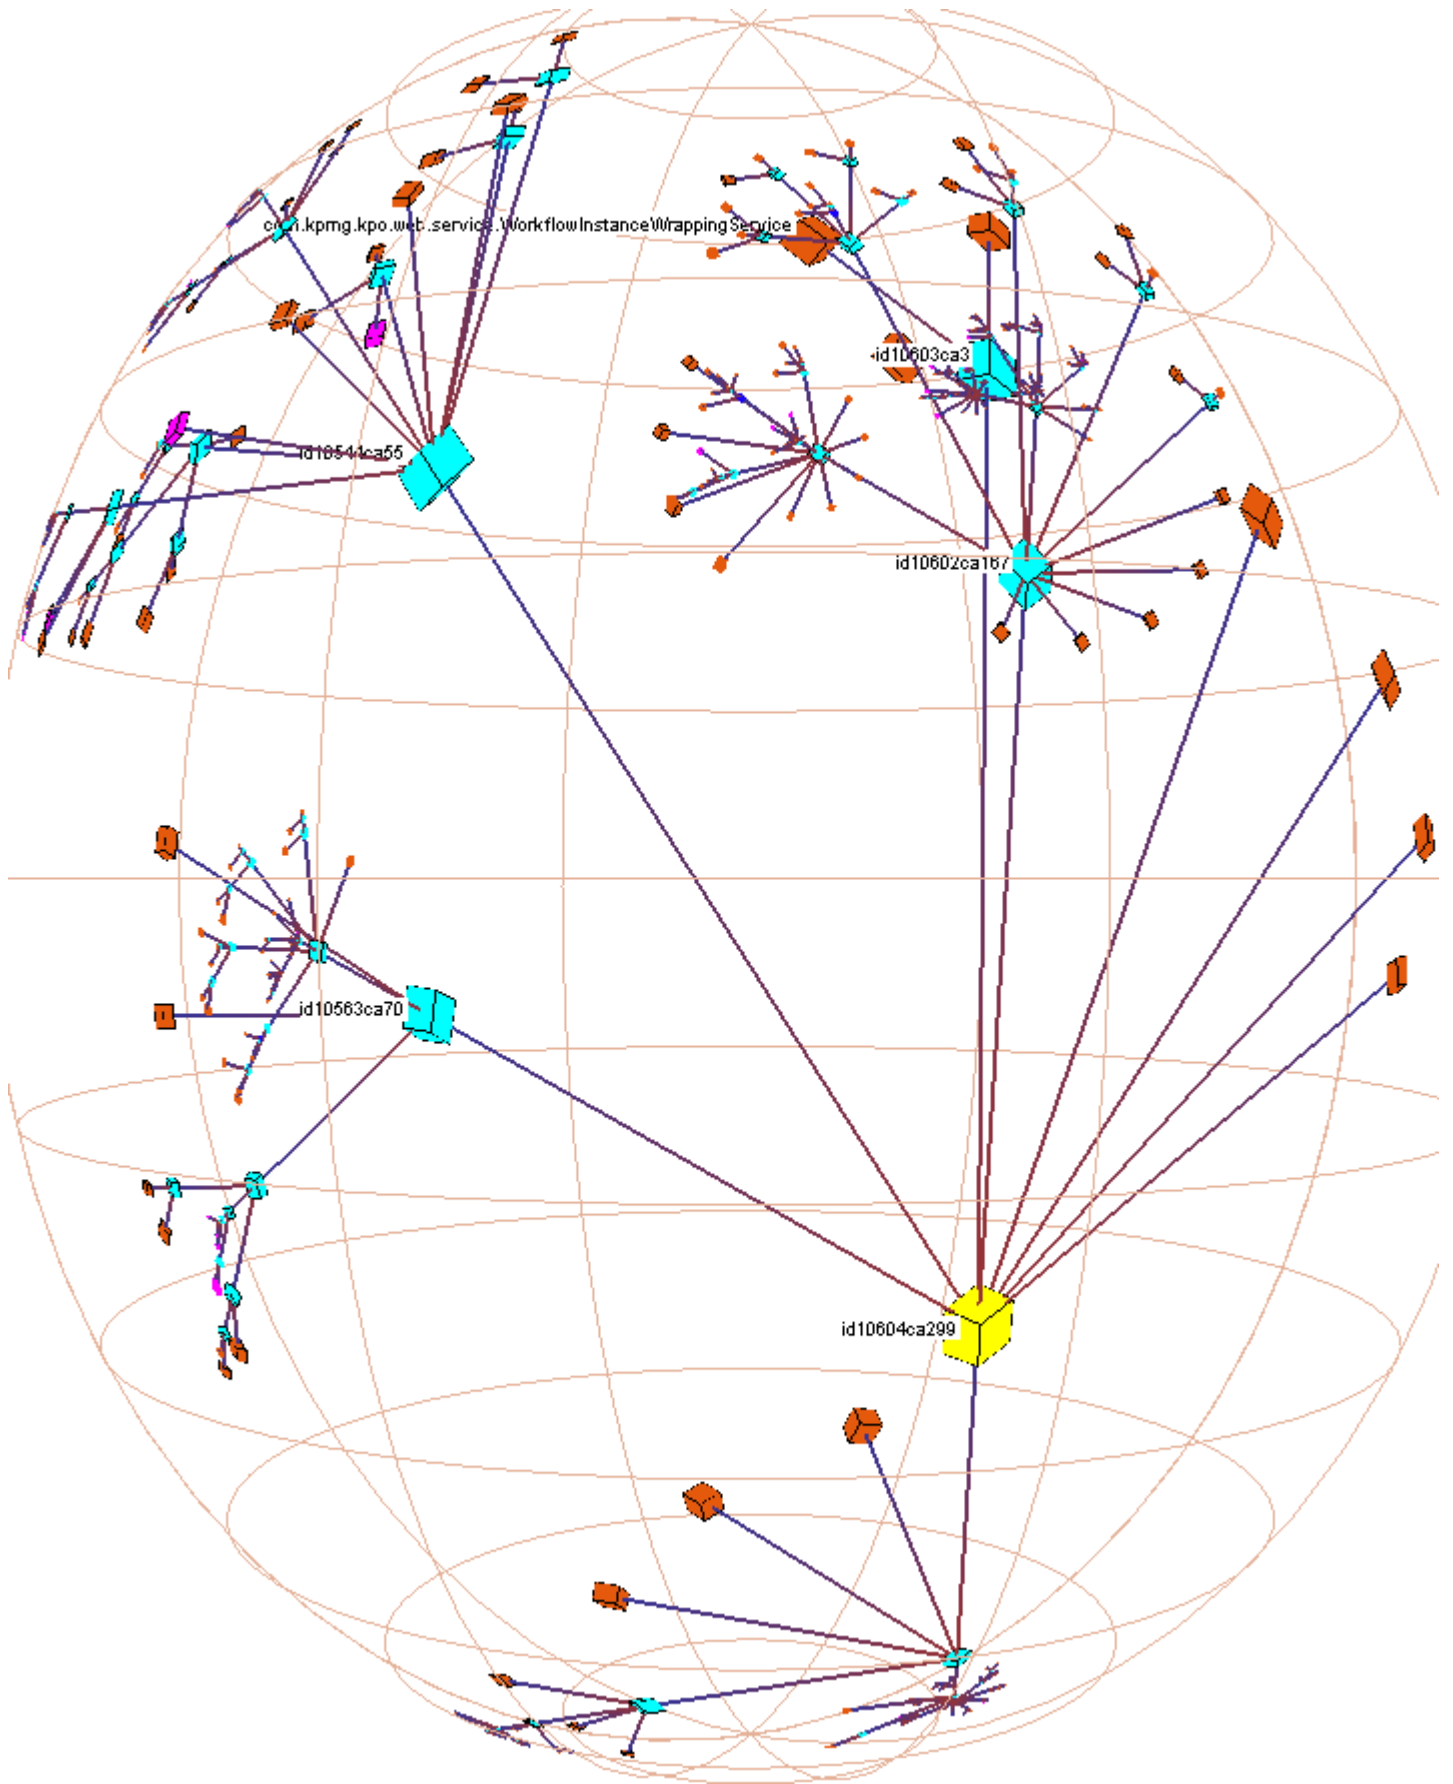 com.kpmg.kpo.web.service.WorkflowInstanceWrappingService
id10603ca3
id10544ca55
id10602ca167
id10563ca70
id10604ca299